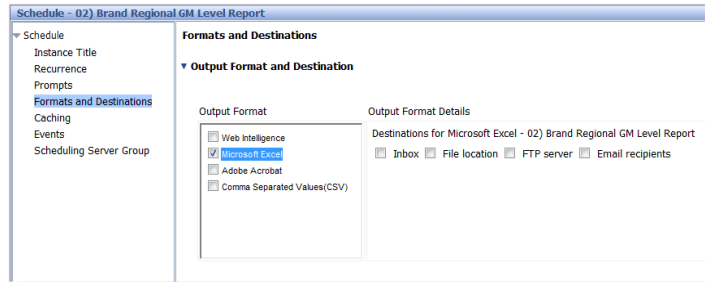 Schedule - 02) Brand Regional GM Level Report
Schedule
Instance Title
Recurrence
Prompts
Formats and Destinations
Caching
Events
Scheduling Server Group
Formats and Destinations
Output Format and Destination
Output Format
Web Intelligence
Microsoft Excel
Adobe Acrobat
Comma Separated Values(CSV)
Output Format Details
Destinations for Microsoft Excel - 02) Brand Regional GM Level Report
Inbox File location FTP server Email recipients